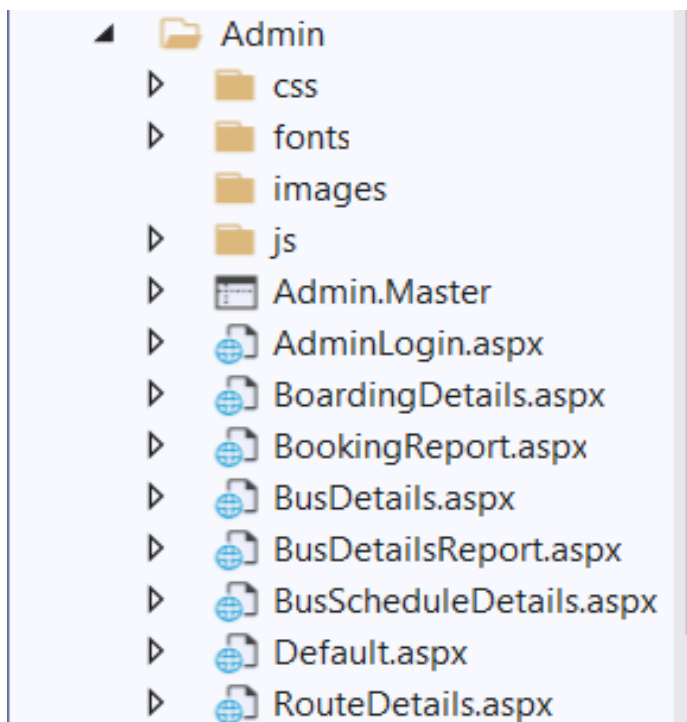 Admin
css
fonts
images
js
Admin.Master
AdminLogin.aspx
BoardingDetails.aspx
BookingReport.aspx
BusDetails.aspx
BusDetailsReport.aspx
BusScheduleDetails.aspx
Default.aspx
RouteDetails.aspx